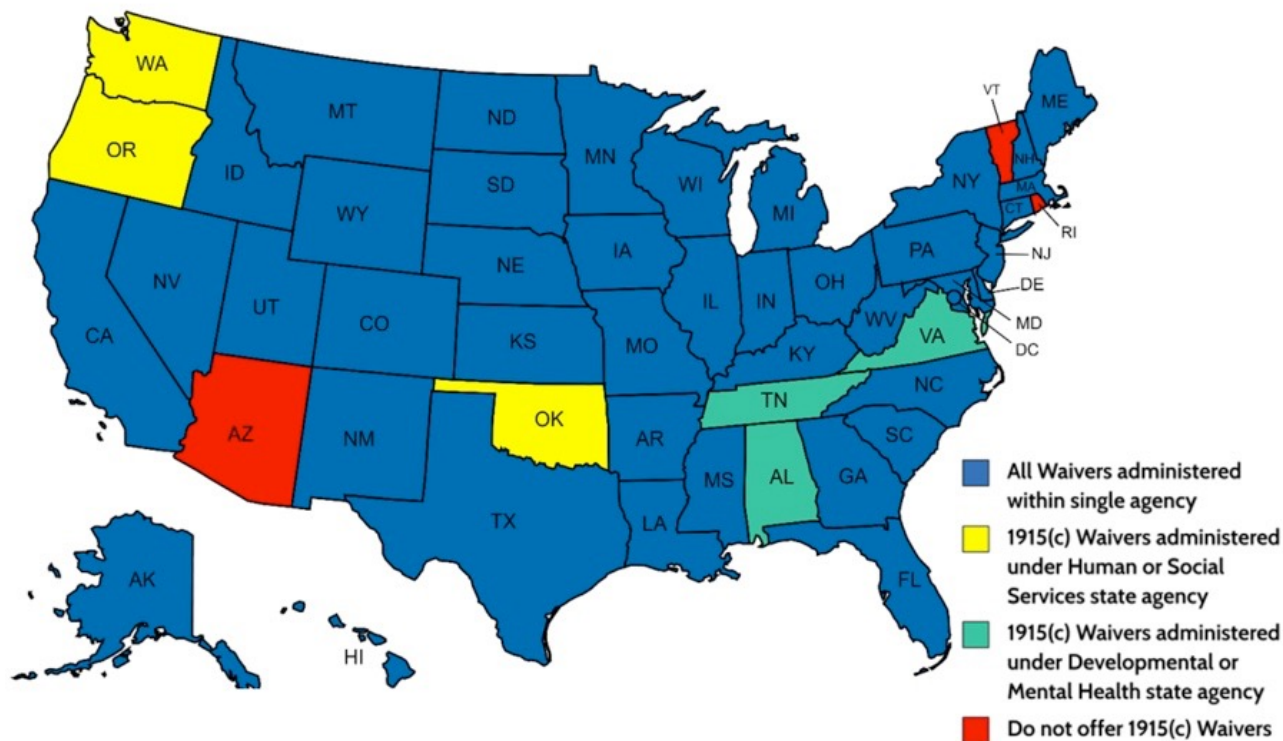 WA
MT
ND
MN
VT
ME
OR
ID
SD
WI
MI
NY
NH
MA
CT
RI
WY
IA
PA
NJ
NE
OH
DE
NV
UT
CO
IL
IN
WV
MD
VA
DC
CA
KS
MO
KY
NC
TN
AZ
NM
OK
AR
SC
MS
AL
GA
TX
LA
FL
AK
HI
All Waivers administered
within single agency
1915(c) Waivers administered
under Human or Social
Services state agency
1915(c) Waivers administered
under Developmental or
Mental Health state agency
Do not offer 1915(c) Waivers